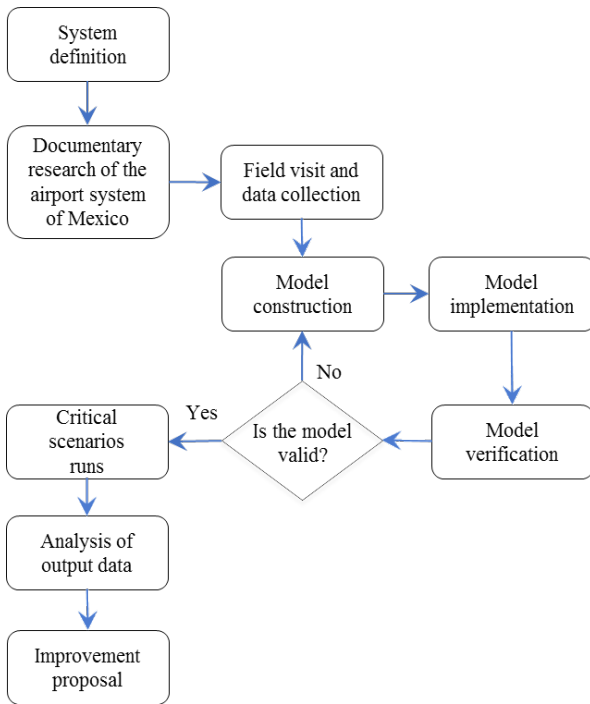 System
definition
Documentary
research of the
airport system
of Mexico
Field visit and
data collection
Model
construction
Model
implementation
Model
verification
Is the model
valid?
No
Yes
Critical
scenarios
runs
Analysis of
output data
Improvement
proposal